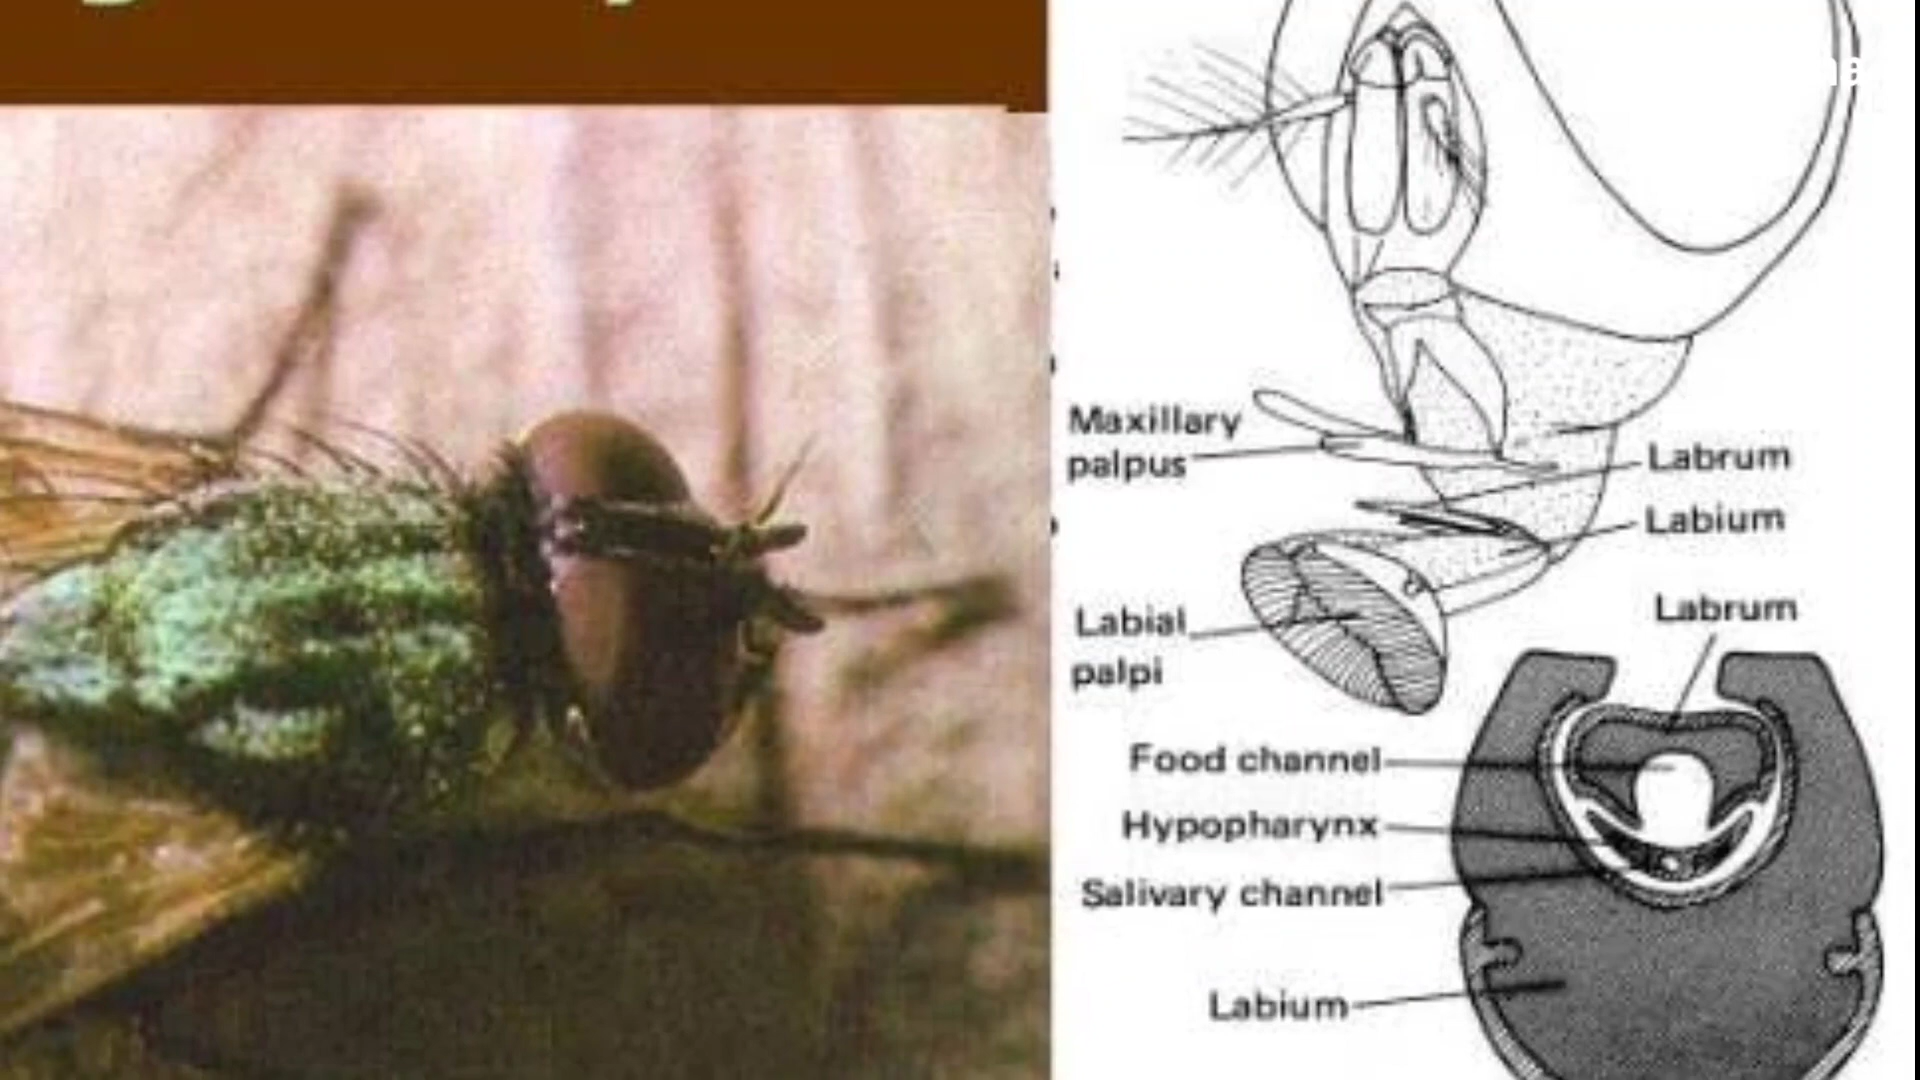 Maxillary
palpus
Labrum
Labium
Labial
palpi
Labrum
Food channel
Hypopharynx
Salivary channel
Labium